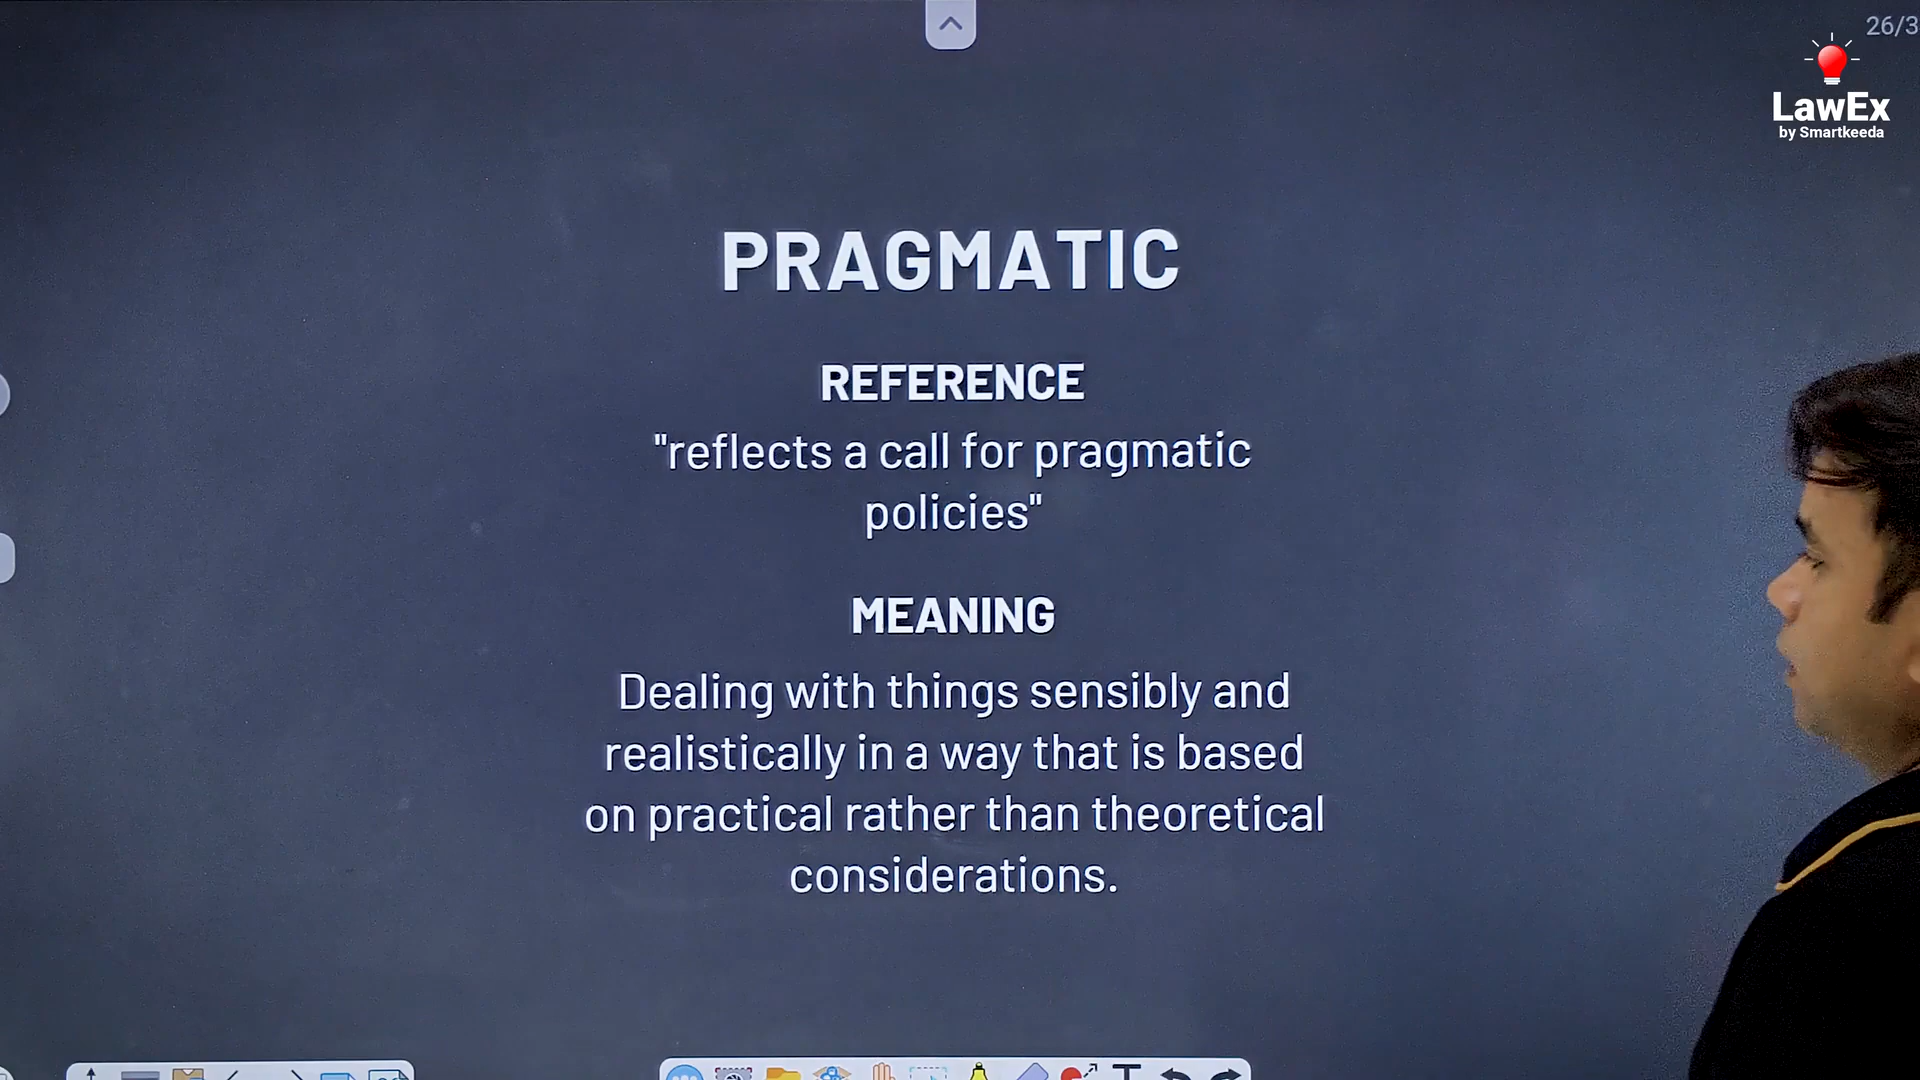 26/3
LawEx
by Smartkeeda
PRAGMATIC
REFERENCE
"reflects a call for pragmatic
policies"
MEANING
Dealing with things sensibly and
realistically in a way that is based
on practical rather than theoretical
considerations.